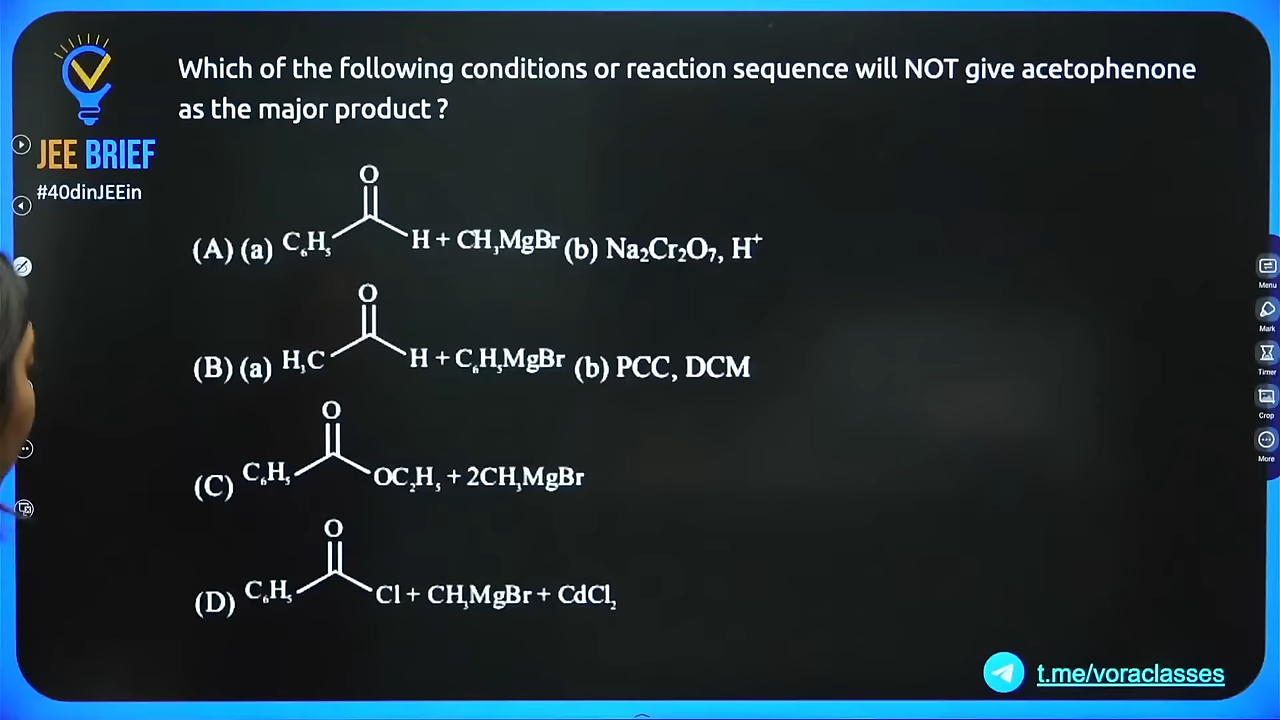 Which of the following conditions or reaction sequence will NOT give acetophenone
as the major product ?
JEE BRIEF
#40dinJEEin
O
(A) (a) C₆H₅ H + CH₃MgBr (b) Na₂Cr₂O₇, H⁺
O
(B) (a) H₃C H + C₆H₅MgBr (b) PCC, DCM
O
(C) C₆H₅ OC₂H₅ + 2CH₃MgBr
O
(D) C₆H₅ Cl + CH₃MgBr + CdCl₂
Menu
Mark
Timer
Crop
More
t.me/voraclasses